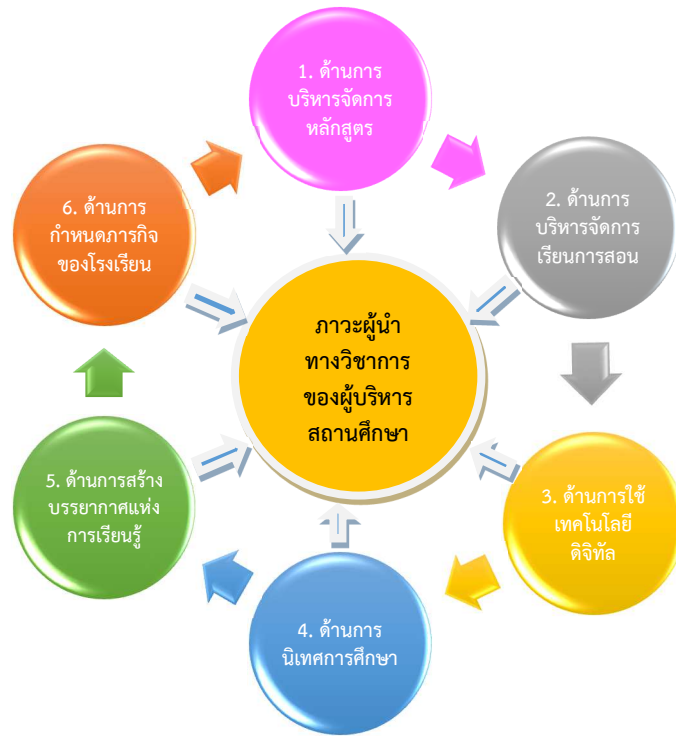 1. ด้านการ
บริหารจัดการ
หลักสูตร
2. ด้านการ
บริหารจัดการ
เรียนการสอน
3. ด้านการใช้
เทคโนโลยี
ดิจิทัล
4. ด้านการ
นิเทศการศึกษา
5. ด้านการสร้าง
บรรยากาศแห่ง
การเรียนรู้
6. ด้านการ
กำหนดภารกิจ
ของโรงเรียน
ภาวะผู้นำ
ทางวิชาการ
ของผู้บริหาร
สถานศึกษา